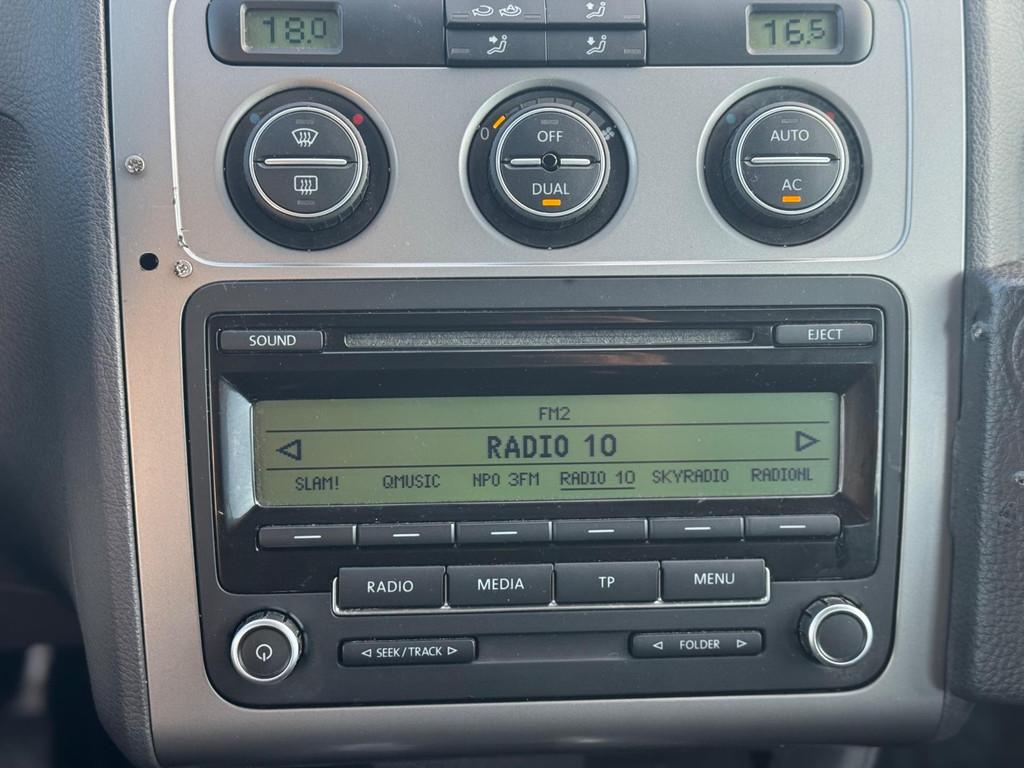 18.0 16.5
0 OFF AUTO
DUAL AC
SOUND EJECT
FM2
RADIO 10
SLAM! QMUSIC NPO 3FM RADIO 10 SKYRADIO RADIONL
RADIO MEDIA TP MENU
SEEK/TRACK FOLDER